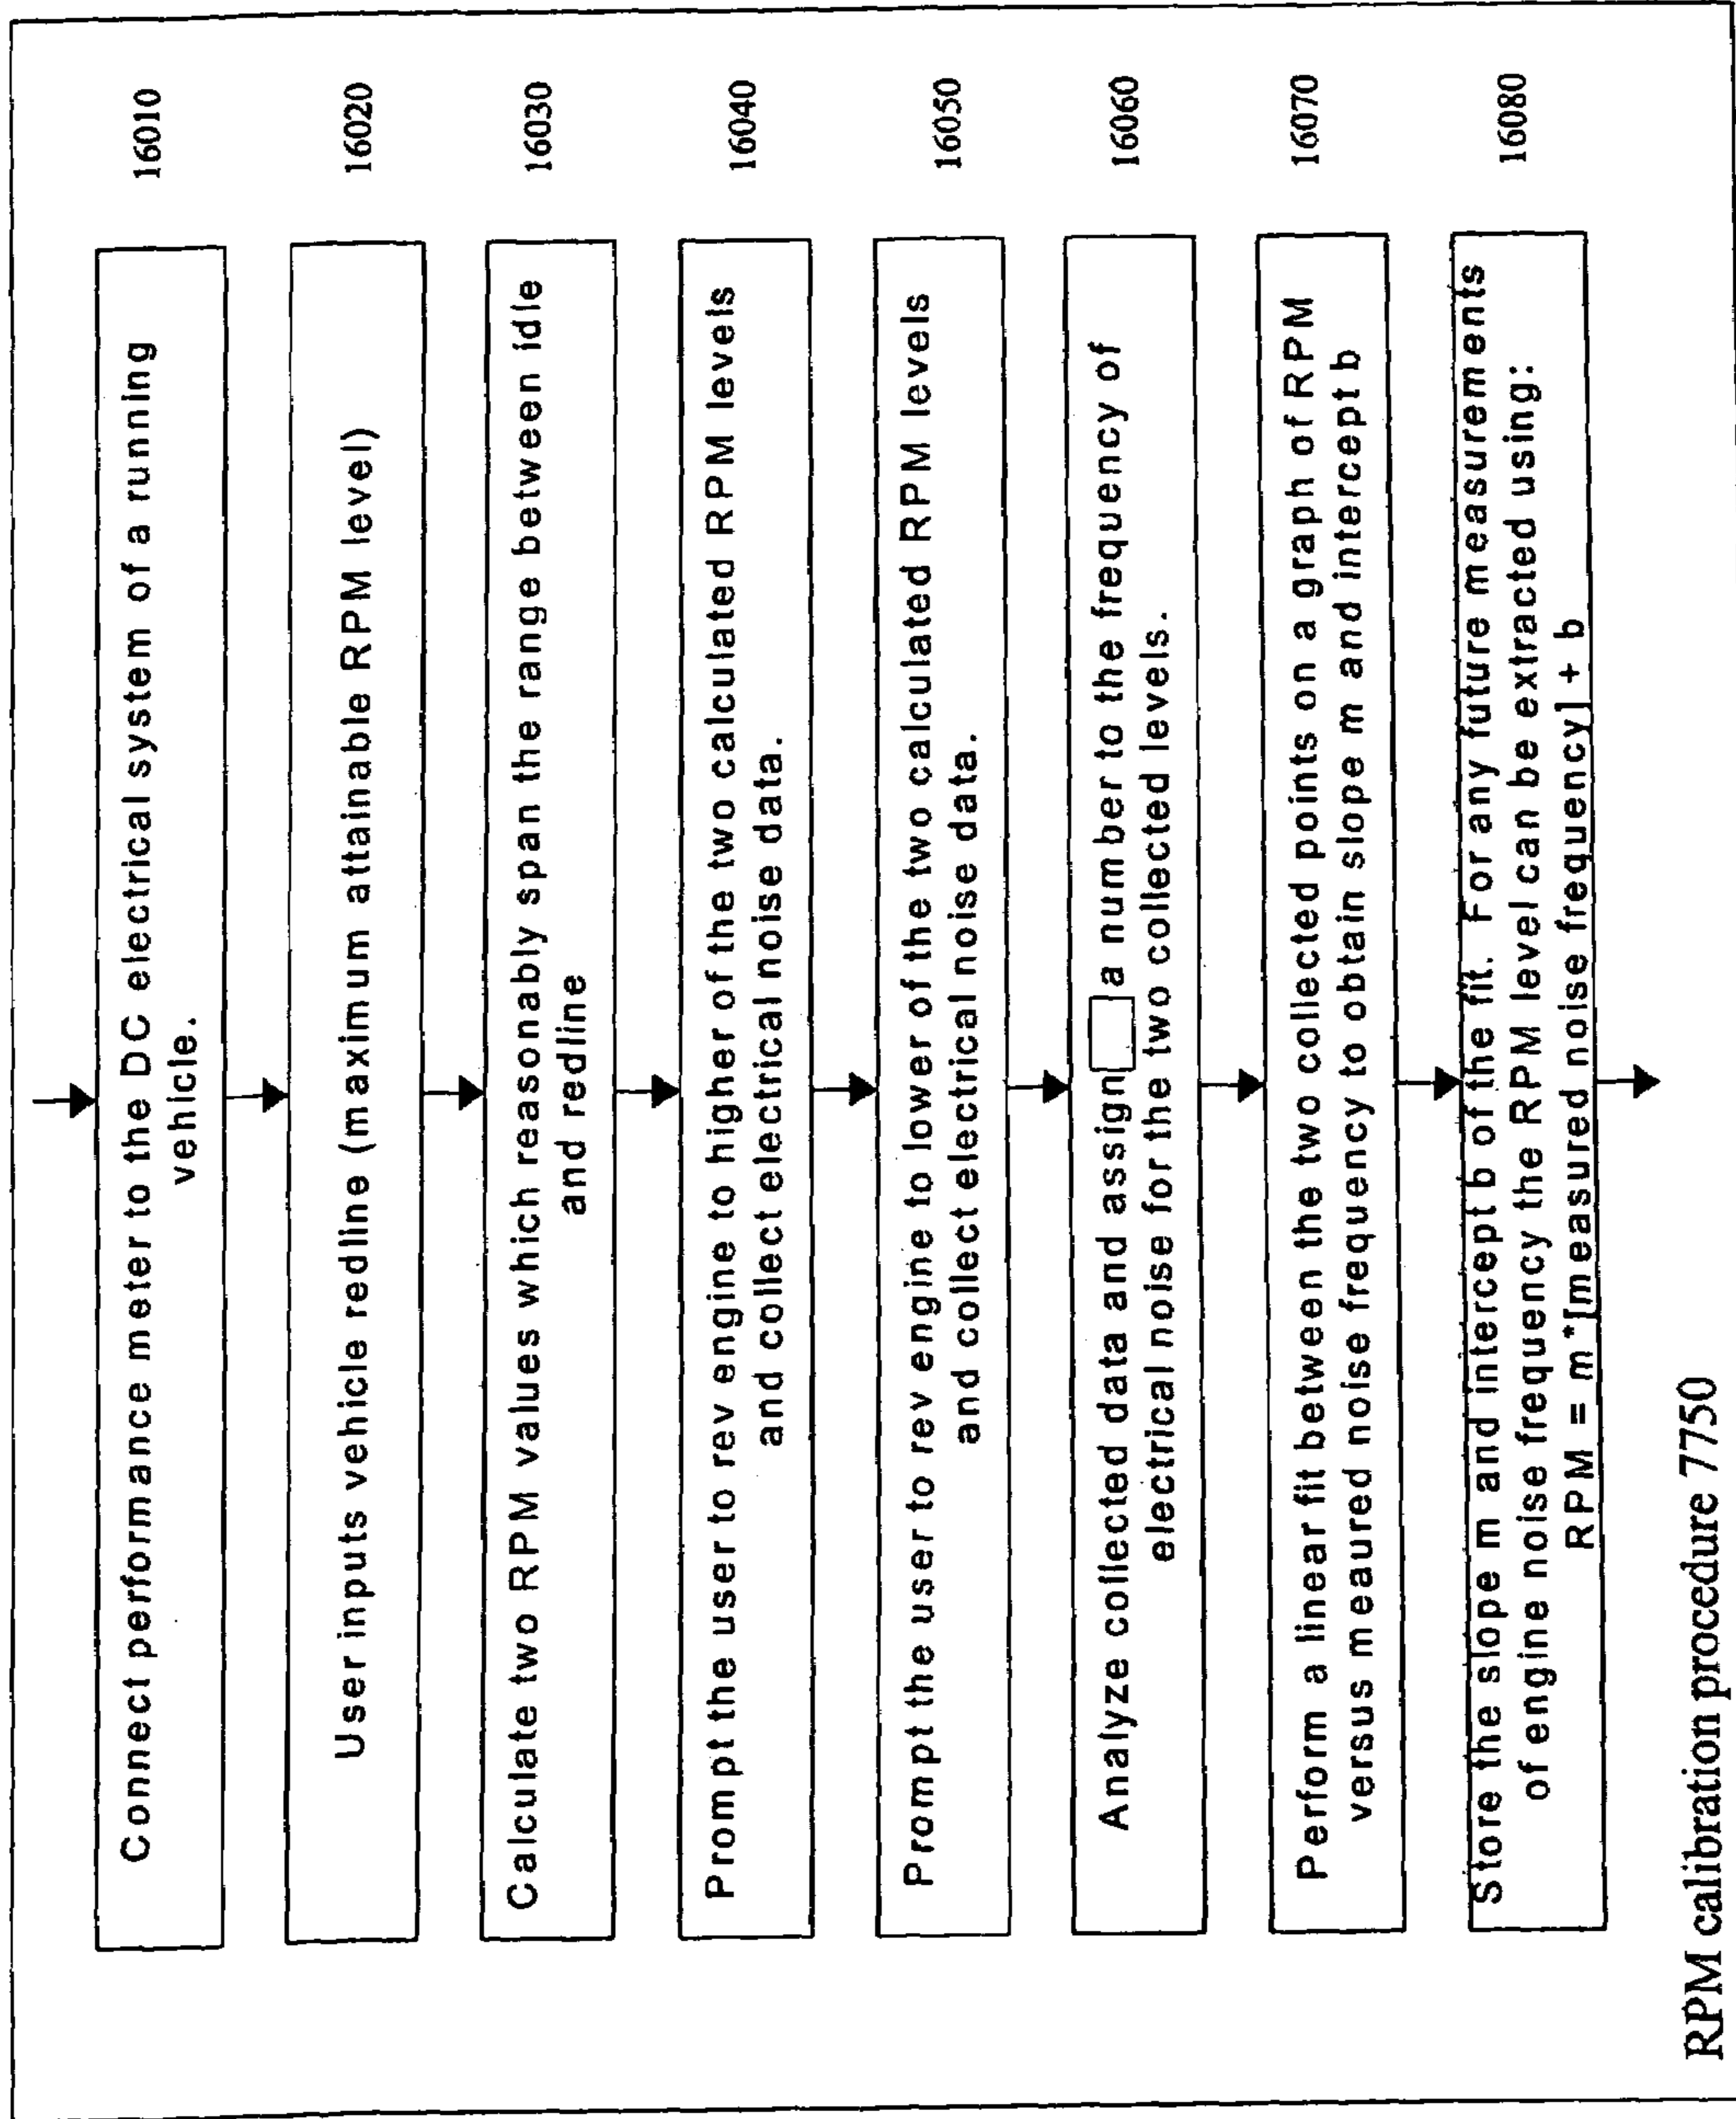 Connect performance meter to the DC electrical system of a running
vehicle.
16010
User inputs vehicle redline (maximum attainable RPM level)
16020
Calculate two RPM values which reasonably span the range between idle
and redline
16030
Prompt the user to rev engine to higher of the two calculated RPM levels
and collect electrical noise data.
16040
Prompt the user to rev engine to lower of the two calculated RPM levels
and collect electrical noise data.
16050
Analyze collected data and assign a number to the frequency of
electrical noise for the two collected levels.
16060
Perform a linear fit between the two collected points on a graph of RPM
versus meaured noise frequency to obtain slope m and intercept b
16070
Store the slope m and intercept b of the fit. For any future measurements
of engine noise frequency the RPM level can be extracted using:
RPM = m*[measured noise frequency] + b
16080
RPM calibration procedure 7750